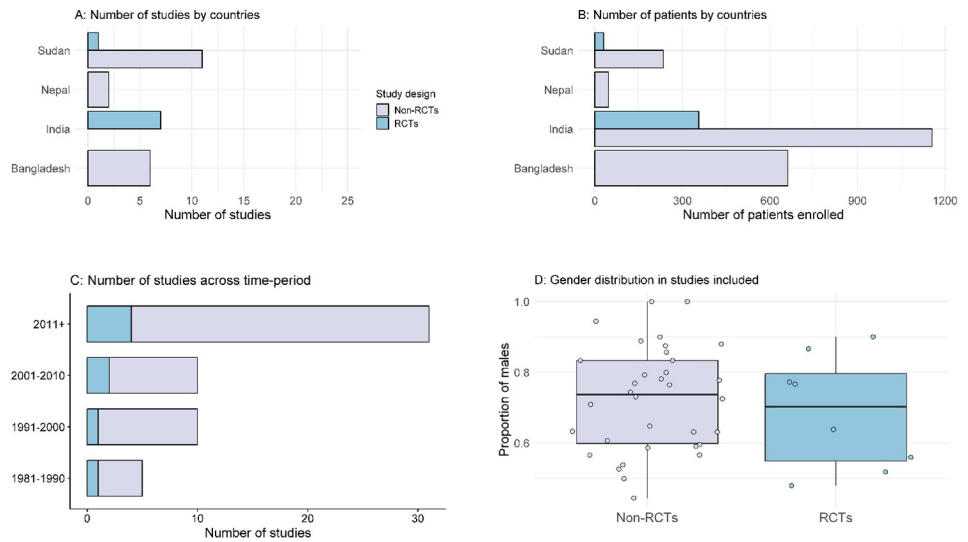 A: Number of studies by countries
Sudan
Nepal
India
Bangladesh
0 5 10 15 20 25
Number of studies
Study design
Non-RCTs
RCTs
B: Number of patients by countries
Sudan
Nepal
India
Bangladesh
0 300 600 900 1200
Number of patients enrolled
C: Number of studies across time-period
2011+
2001-2010
1991-2000
1981-1990
0 10 20 30
Number of studies
D: Gender distribution in studies included
Proportion of males
1.0
0.8
0.6
Non-RCTs RCTs